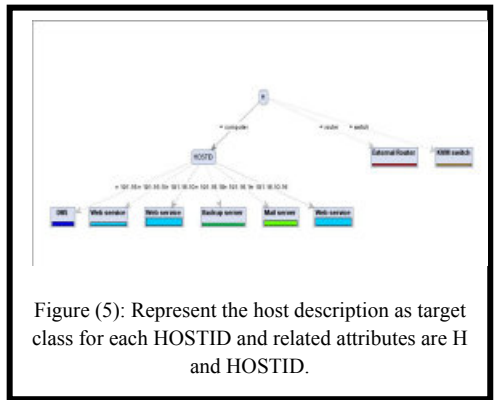 H
= computer
= router
= switch
HOSTID
External Router
switch
DNS
Web service
Web service
Backup server
Mail server
Web service
Figure (5): Represent the host description as target
class for each HOSTID and related attributes are H
and HOSTID.